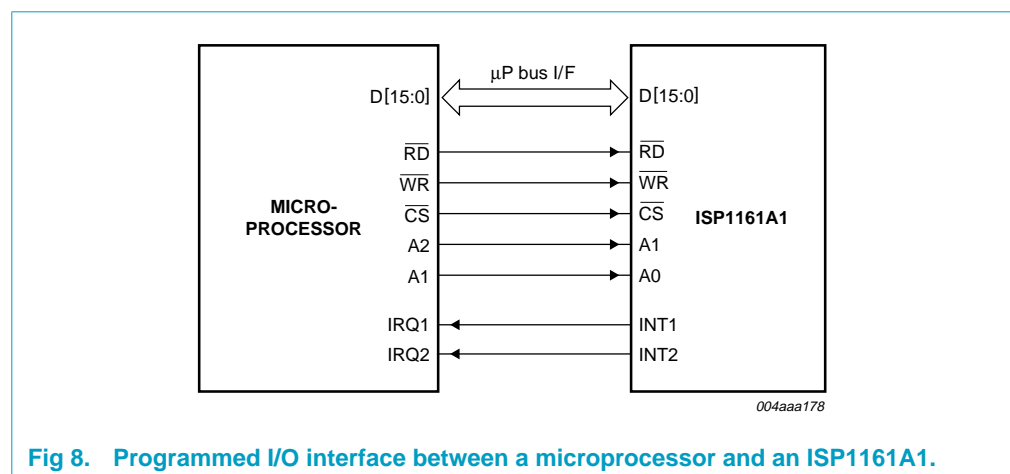 µP bus I/F
D[15:0] D[15:0]
RD RD
WR WR
CS CS
MICRO-
PROCESSOR
ISP1161A1
A2 A1
A1 A0
IRQ1 INT1
IRQ2 INT2
004aaa178
Fig 8. Programmed I/O interface between a microprocessor and an ISP1161A1.